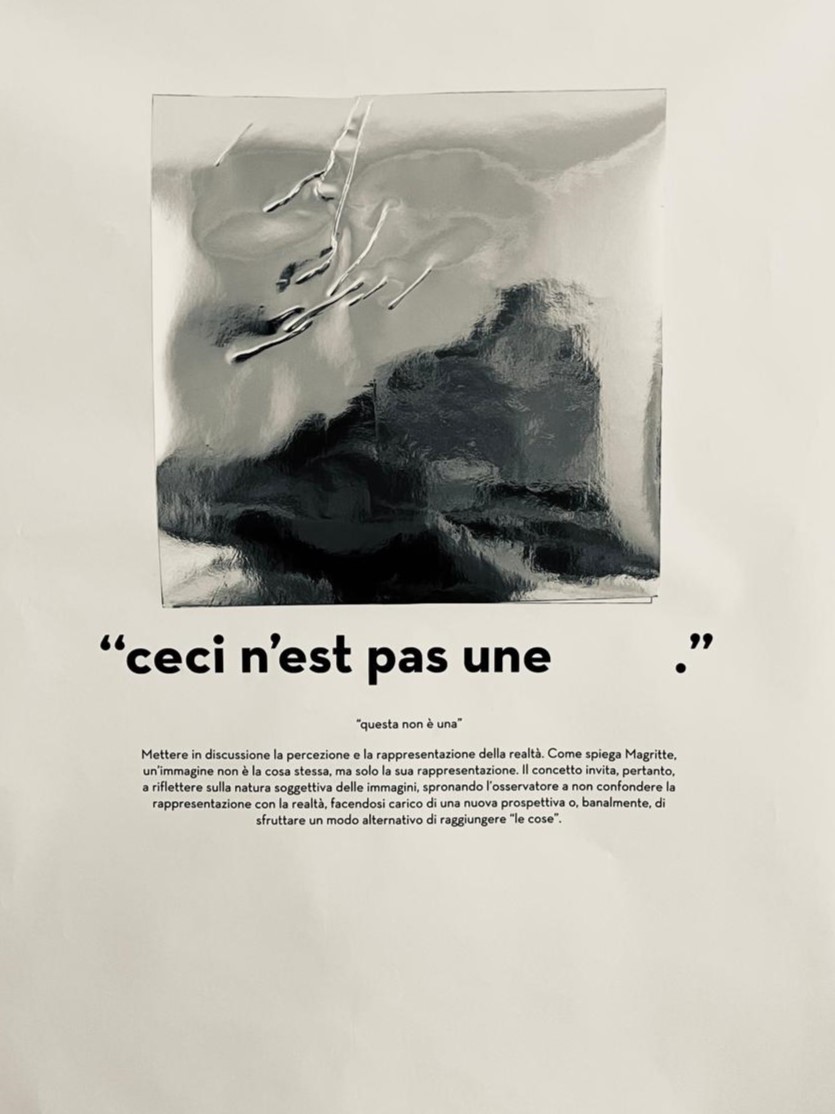 “ceci n’est pas une .”
“questa non è una”
Mettere in discussione la percezione e la rappresentazione della realtà. Come spiega Magritte,
un’immagine non è la cosa stessa, ma solo la sua rappresentazione. Il concetto invita, pertanto,
a riflettere sulla natura soggettiva delle immagini, spronando l’osservatore a non confondere la
rappresentazione con la realtà, facendosi carico di una nuova prospettiva o, banalmente, di
sfruttare un modo alternativo di raggiungere “le cose”.